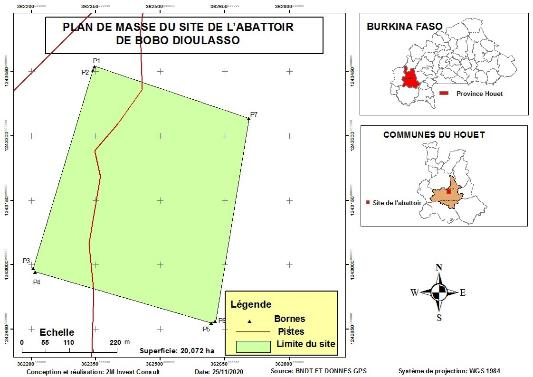 PLAN DE MASSE DU SITE DE L'ABATTOIR
DE BOBO DIOULASSO
P1
P2
P7
P3
P4
P5
P6
Echelle
0 55 110 220 m
Superficie: 20,072 ha
Légende
Bornes
Pistes
Limite du site
BURKINA FASO
Province Houet
COMMUNES DU HOUET
Site de l'abattoir
N
W E
S
Conception et réalisation: 2M Invest Consult Date: 25/11/2020 Source: BNDT ET DONNES GPS Système de projection: WGS 1984